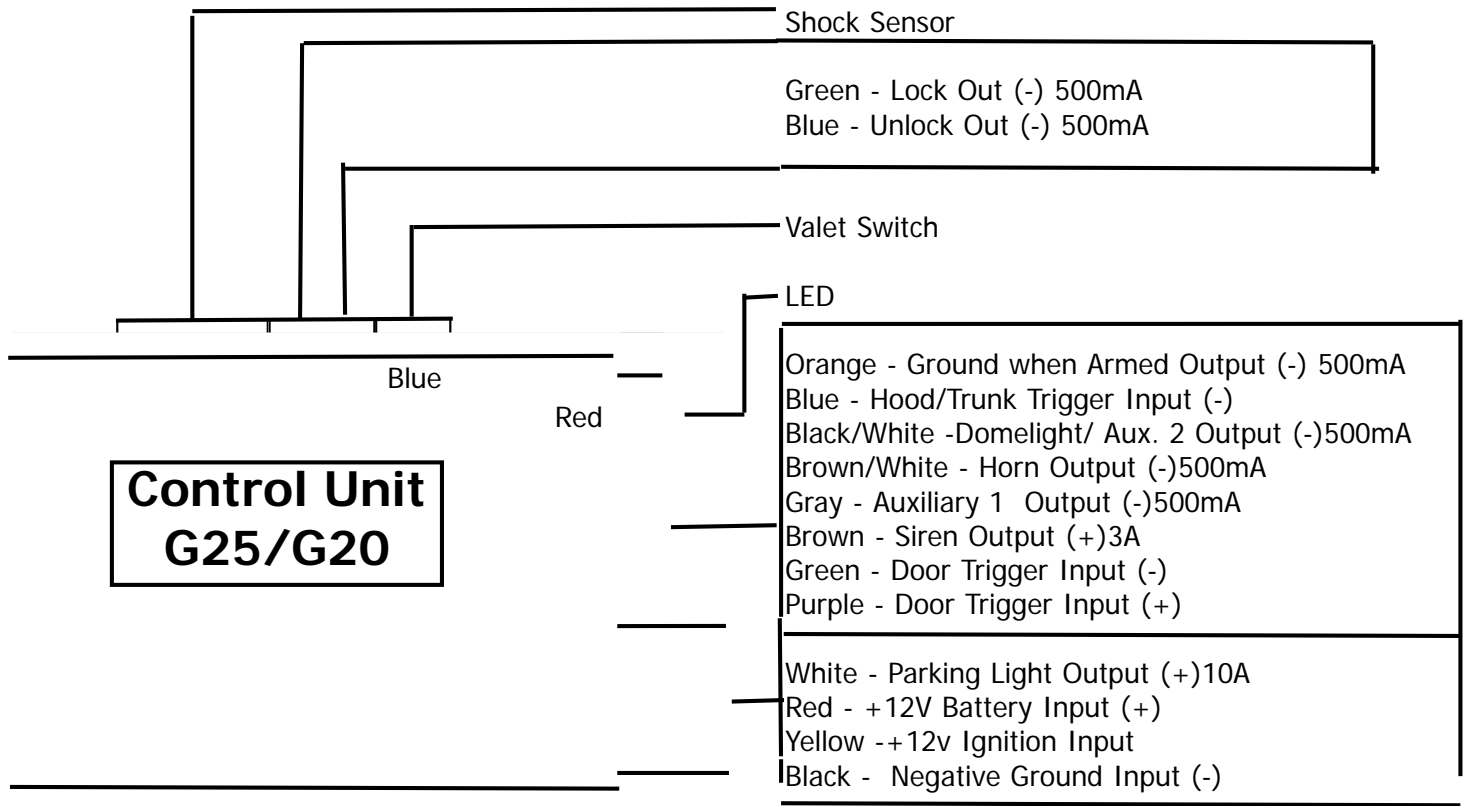 Shock Sensor
Green - Lock Out (-) 500mA
Blue - Unlock Out (-) 500mA
Valet Switch
LED
Blue
Red
Control Unit
G25/G20
Orange - Ground when Armed Output (-) 500mA
Blue - Hood/Trunk Trigger Input (-)
Black/White -Domelight/ Aux. 2 Output (-)500mA
Brown/White - Horn Output (-)500mA
Gray - Auxiliary 1  Output (-)500mA
Brown - Siren Output (+)3A
Green - Door Trigger Input (-)
Purple - Door Trigger Input (+)
White - Parking Light Output (+)10A
Red - +12V Battery Input (+)
Yellow -+12v Ignition Input
Black -  Negative Ground Input (-)